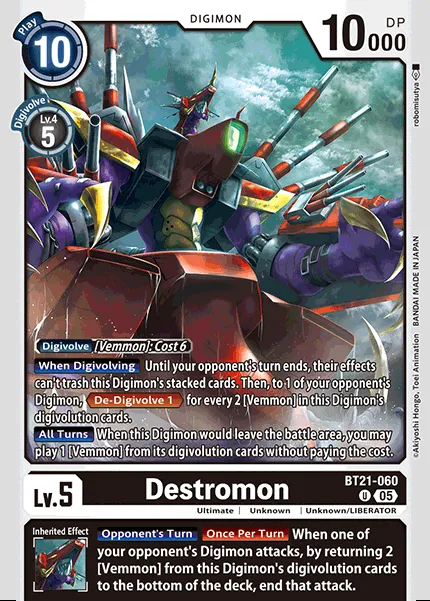 DIGIMON
Play
10
10000 DP
Digivolve
Lv.4
5
robomisutya
©Akiyoshi Hongo, Toei Animation BANDAI MADE IN JAPAN
Digivolve [Vemmon]: Cost 6
When Digivolving Until your opponent's turn ends, their effects
can't trash this Digimon's stacked cards. Then, to 1 of your opponent's
Digimon, De-Digivolve 1 for every 2 [Vemmon] in this Digimon's
digivolution cards.
All Turns When this Digimon would leave the battle area, you may
play 1 [Vemmon] from its digivolution cards without paying the cost.
Lv.5
Destromon
BT21-060
U 05
Ultimate | Unknown | Unknown/LIBERATOR
Inherited Effect
Opponent's Turn Once Per Turn When one of
your opponent's Digimon attacks, by returning 2
[Vemmon] from this Digimon's digivolution cards
to the bottom of the deck, end that attack.